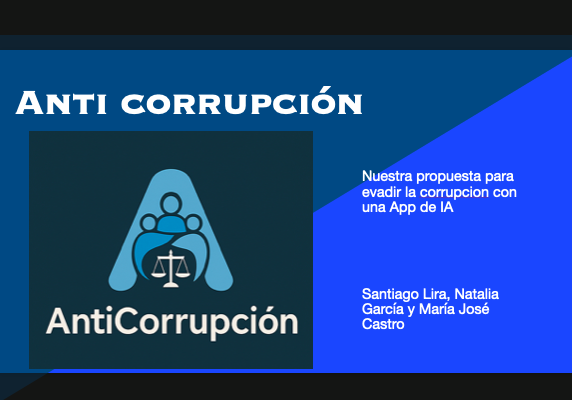 Anti corrupción
Nuestra propuesta para
evadir la corrupcion con
una App de IA
AntiCorrupción
Santiago Lira, Natalia
García y María José
Castro